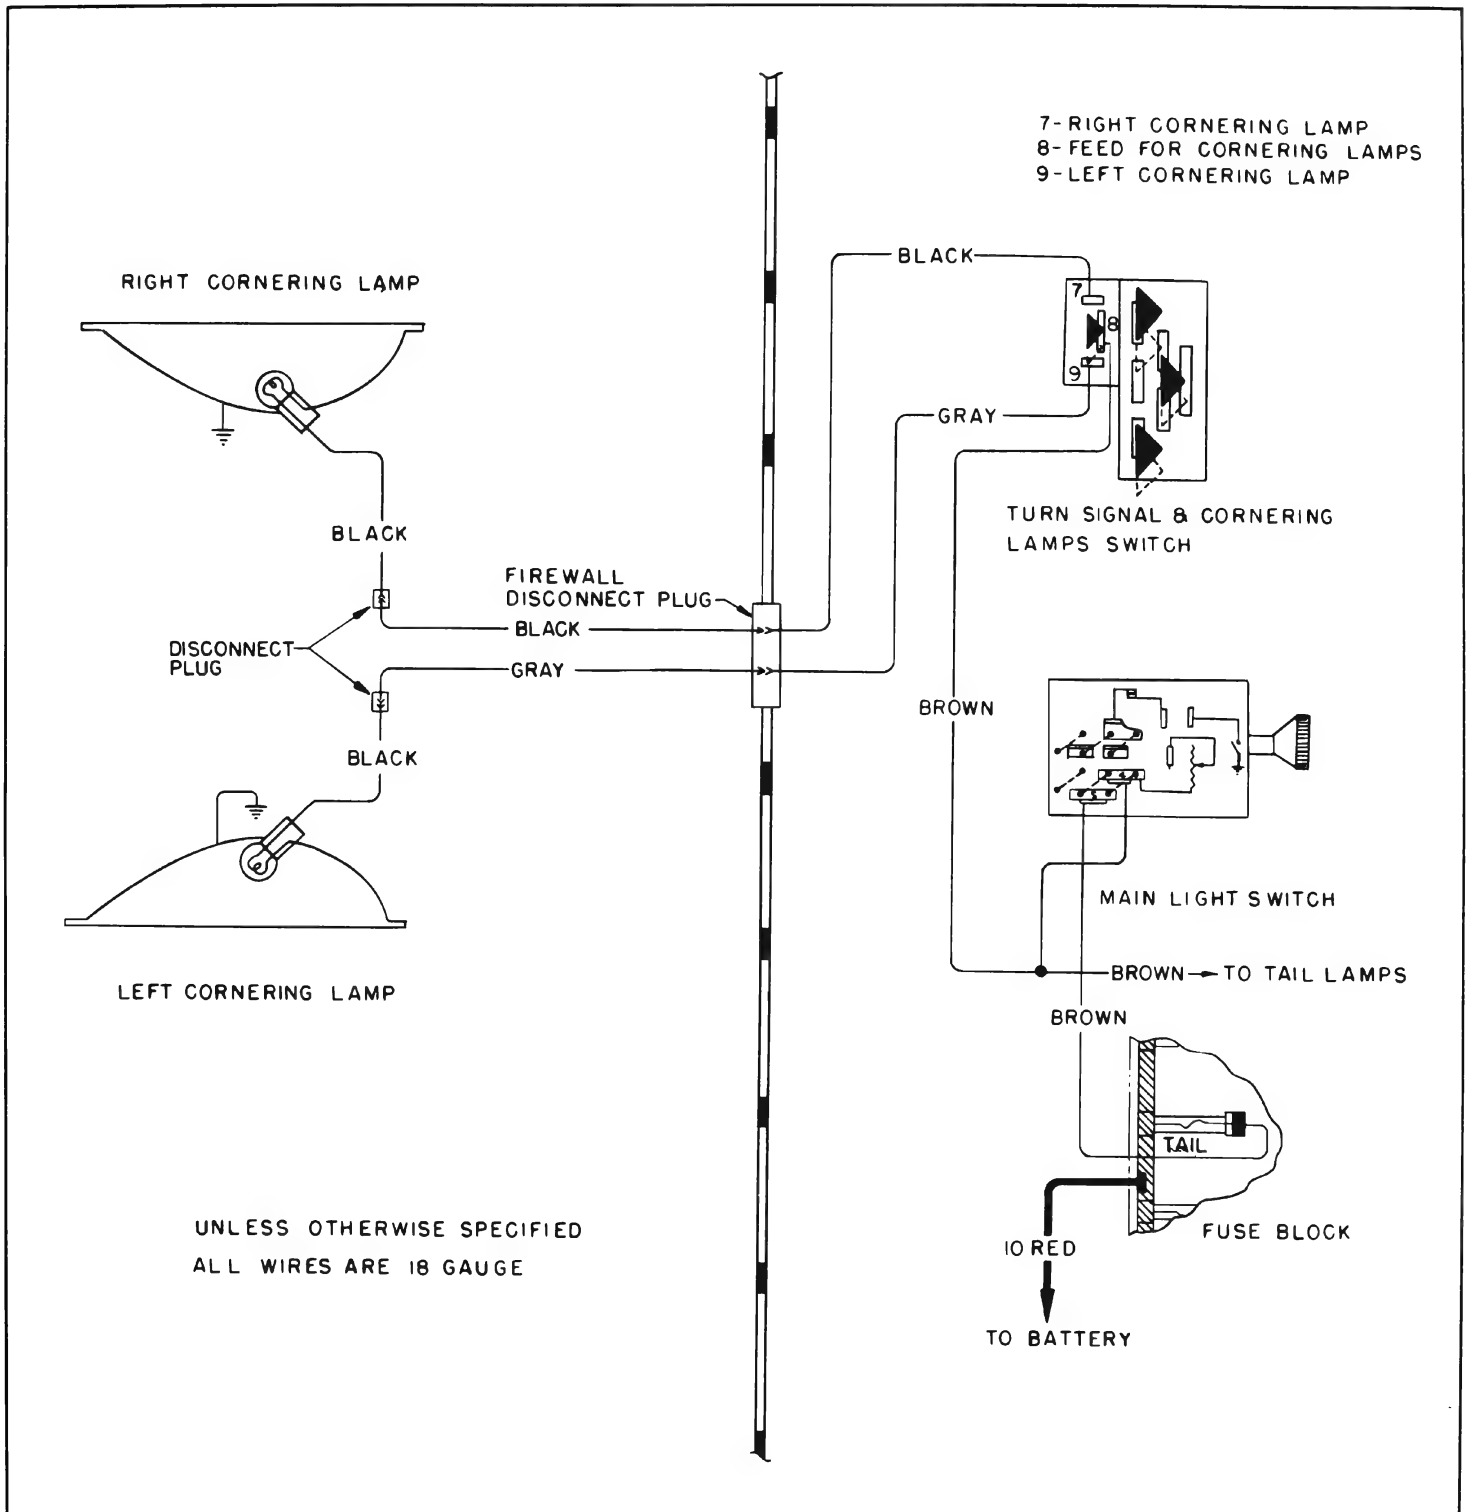 7-RIGHT CORNERING LAMP
8-FEED FOR CORNERING LAMPS
9-LEFT CORNERING LAMP
BLACK
RIGHT CORNERING LAMP
7
8
9
GRAY
TURN SIGNAL & CORNERING
LAMPS SWITCH
BLACK
FIREWALL
DISCONNECT PLUG
BLACK
DISCONNECT
PLUG
GRAY
BROWN
BLACK
MAIN LIGHT SWITCH
LEFT CORNERING LAMP
BROWN
TO TAIL LAMPS
BROWN
TAIL
FUSE BLOCK
UNLESS OTHERWISE SPECIFIED
ALL WIRES ARE 18 GAUGE
10 RED
TO BATTERY